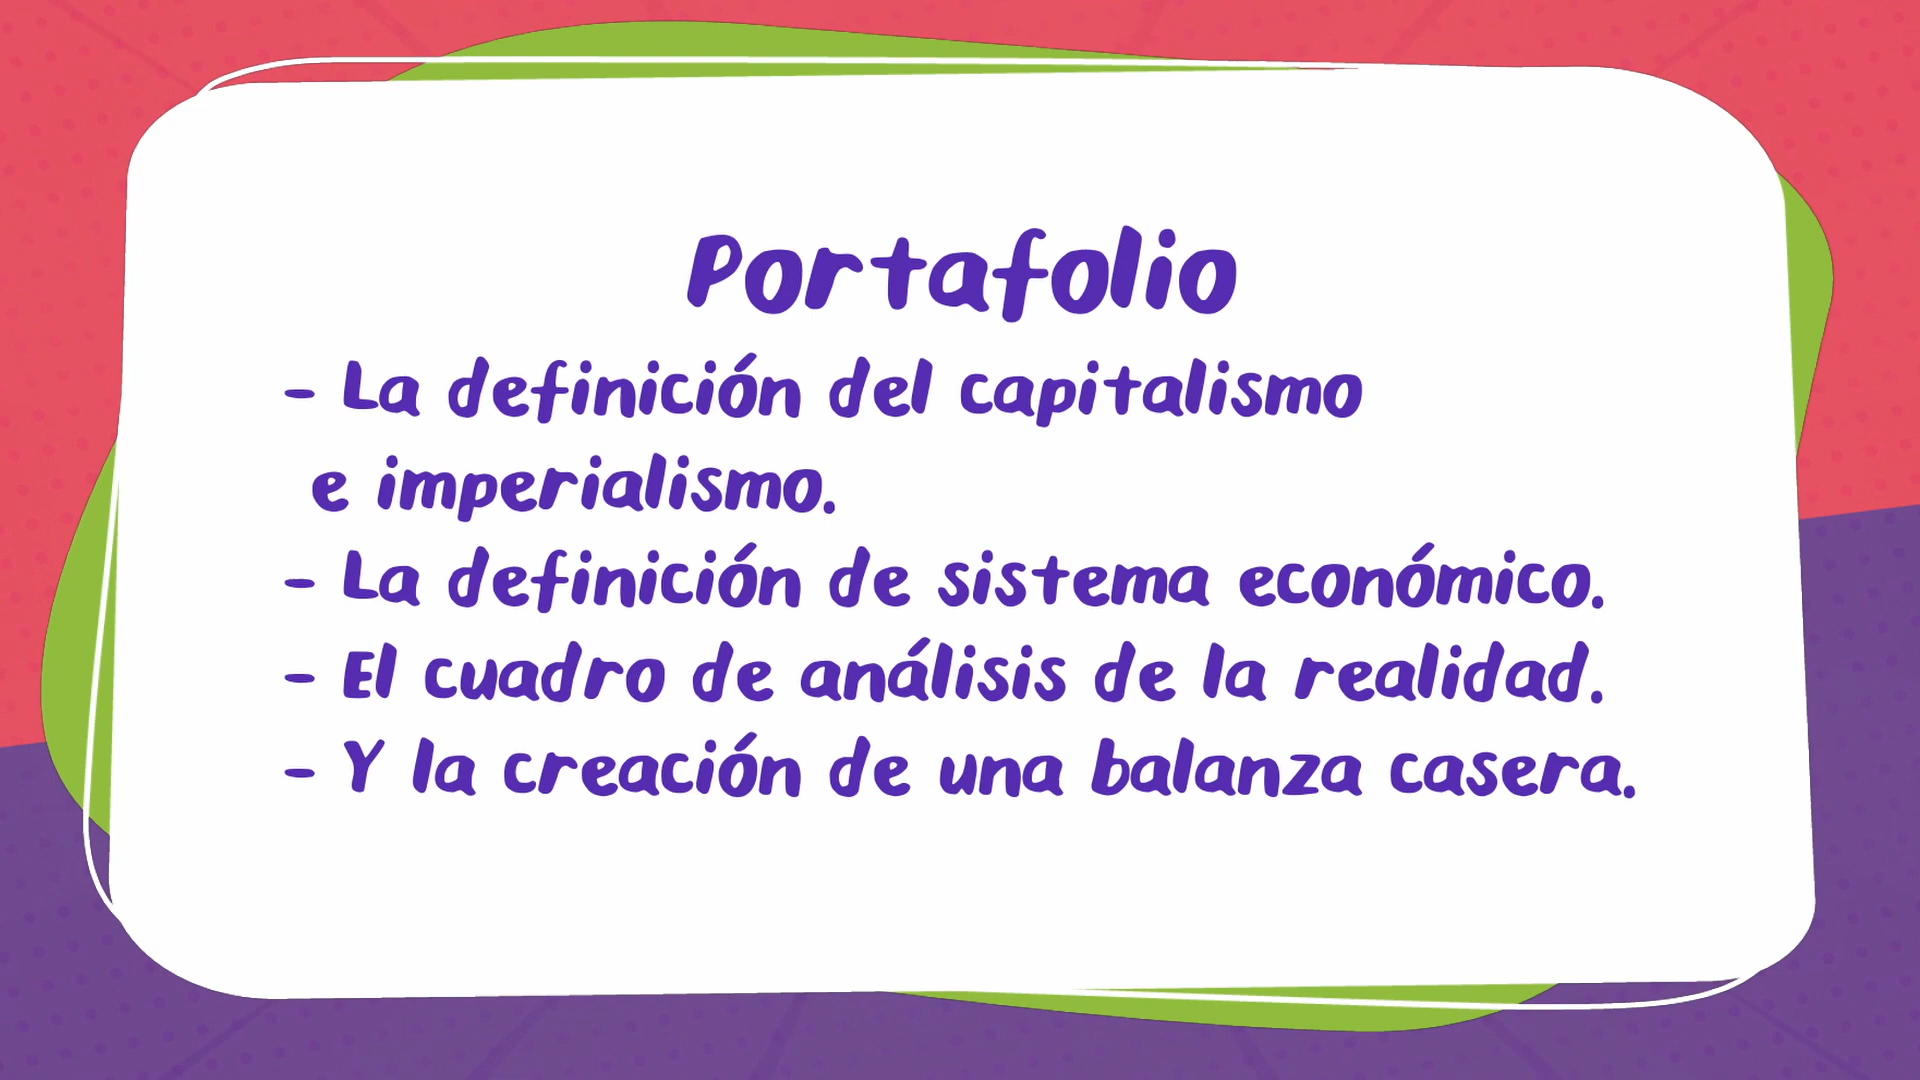 Portafolio
- La definición del capitalismo
e imperialismo.
- La definición de sistema económico.
- El cuadro de análisis de la realidad.
- Y la creación de una balanza casera.